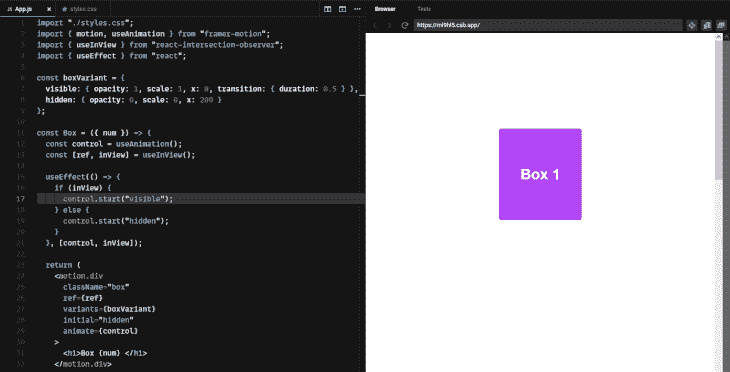 App.js
styles.css
Browser
Tests
1 import "./styles.css";
2 import { motion, useAnimation } from "framer-motion";
3 import { useInView } from "react-intersection-observer";
4 import { useEffect } from "react";
5
6 const boxVariant = {
7 visible: { opacity: 1, scale: 1, x: 0, transition: { duration: 0.5 } },
8 hidden: { opacity: 0, scale: 0, x: 200 }
9 };
10
11 const Box = ({ num }) => {
12 const control = useAnimation();
13 const [ref, inView] = useInView();
14
15 useEffect(() => {
16 if (inView) {
17 control.start("visible");
18 } else {
19 control.start("hidden");
20 }
21 }, [control, inView]);
22
23 return (
24 <motion.div
25 className="box"
26 ref={ref}
27 variants={boxVariant}
28 initial="hidden"
29 animate={control}
30 >
31 <h1>Box {num} </h1>
32 </motion.div>
Box 1